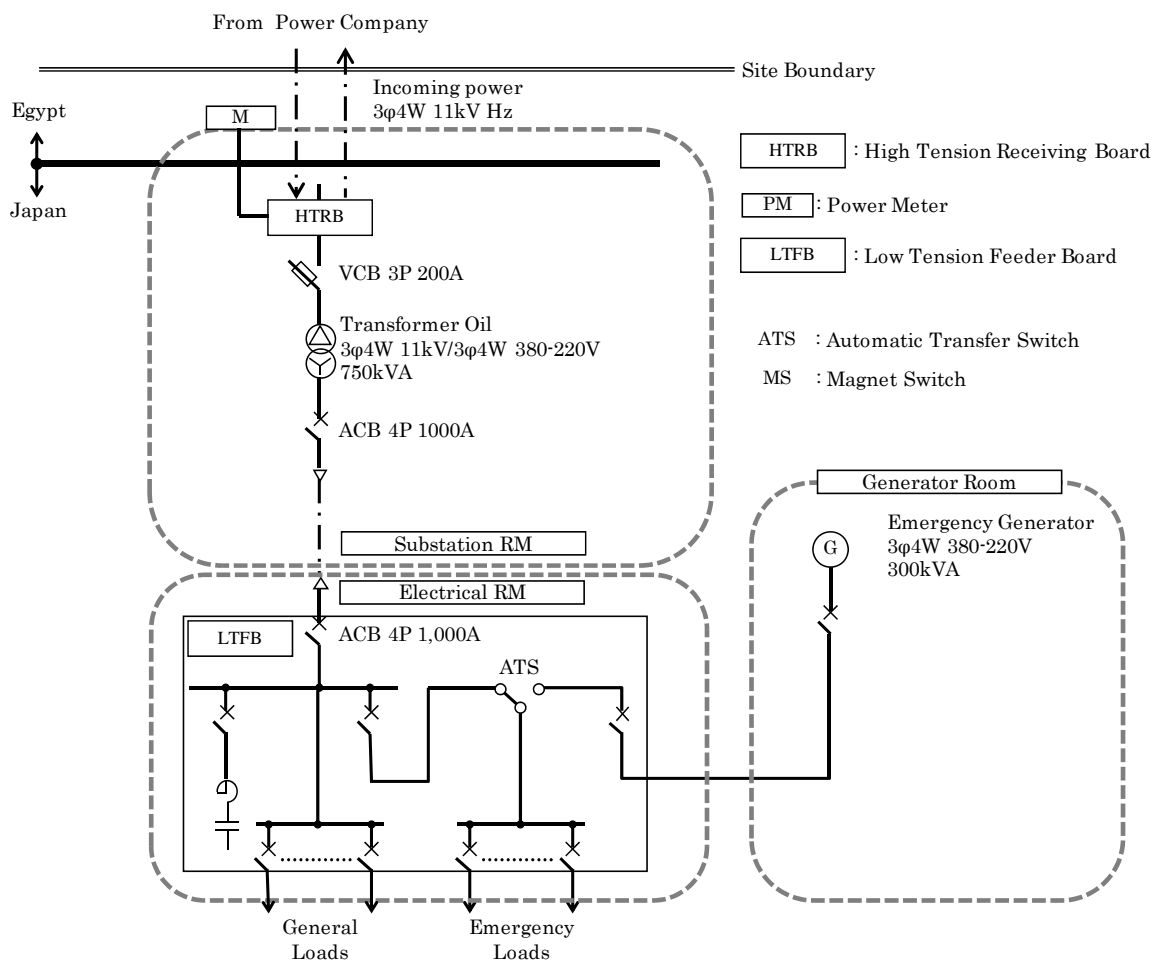 From Power Company
Site Boundary
Incoming power
3φ4W 11kV Hz
Egypt
M
Japan
HTRB
HTRB : High Tension Receiving Board
PM : Power Meter
LTFB : Low Tension Feeder Board
VCB 3P 200A
Transformer Oil
3φ4W 11kV/3φ4W 380-220V
750kVA
ATS : Automatic Transfer Switch
MS : Magnet Switch
ACB 4P 1000A
Substation RM
Generator Room
Emergency Generator
3φ4W 380-220V
300kVA
G
Electrical RM
LTFB
ACB 4P 1,000A
ATS
General
Loads
Emergency
Loads